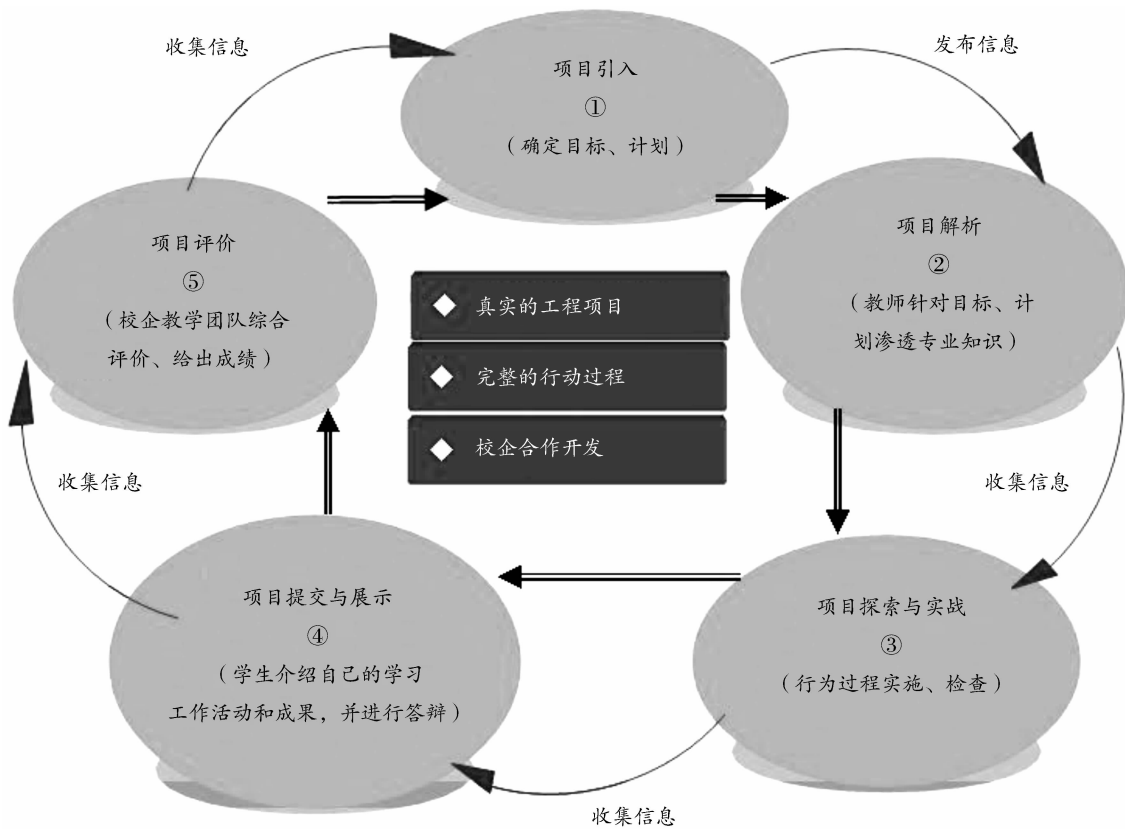 收集信息
发布信息
项目引入
①
(确定目标、计划)
项目评价
⑤
(校企教学团队综合
评价、给出成绩)
项目解析
②
(教师针对目标、计
划渗透专业知识)
真实的工程项目
完整的行动过程
校企合作开发
收集信息
收集信息
项目提交与展示
④
(学生介绍自己的学习
工作活动和成果，并进行答辩)
项目探索与实战
③
(行为过程实施、检查)
收集信息